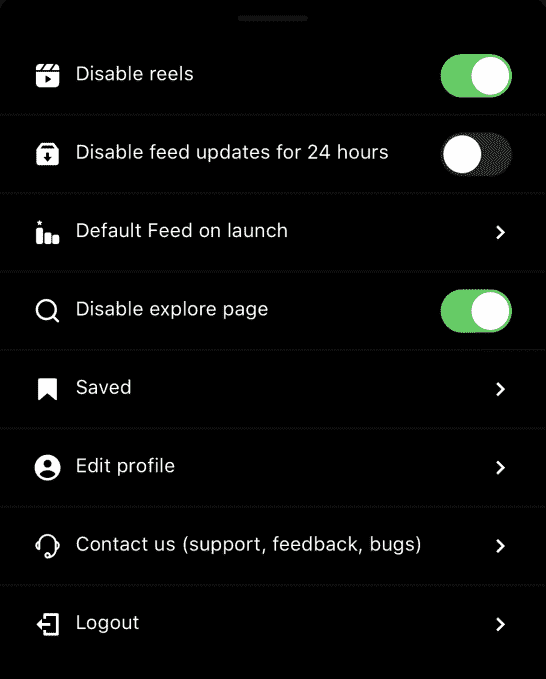 Disable reels
Disable feed updates for 24 hours
Default Feed on launch
Disable explore page
Saved
Edit profile
Contact us (support, feedback, bugs)
Logout